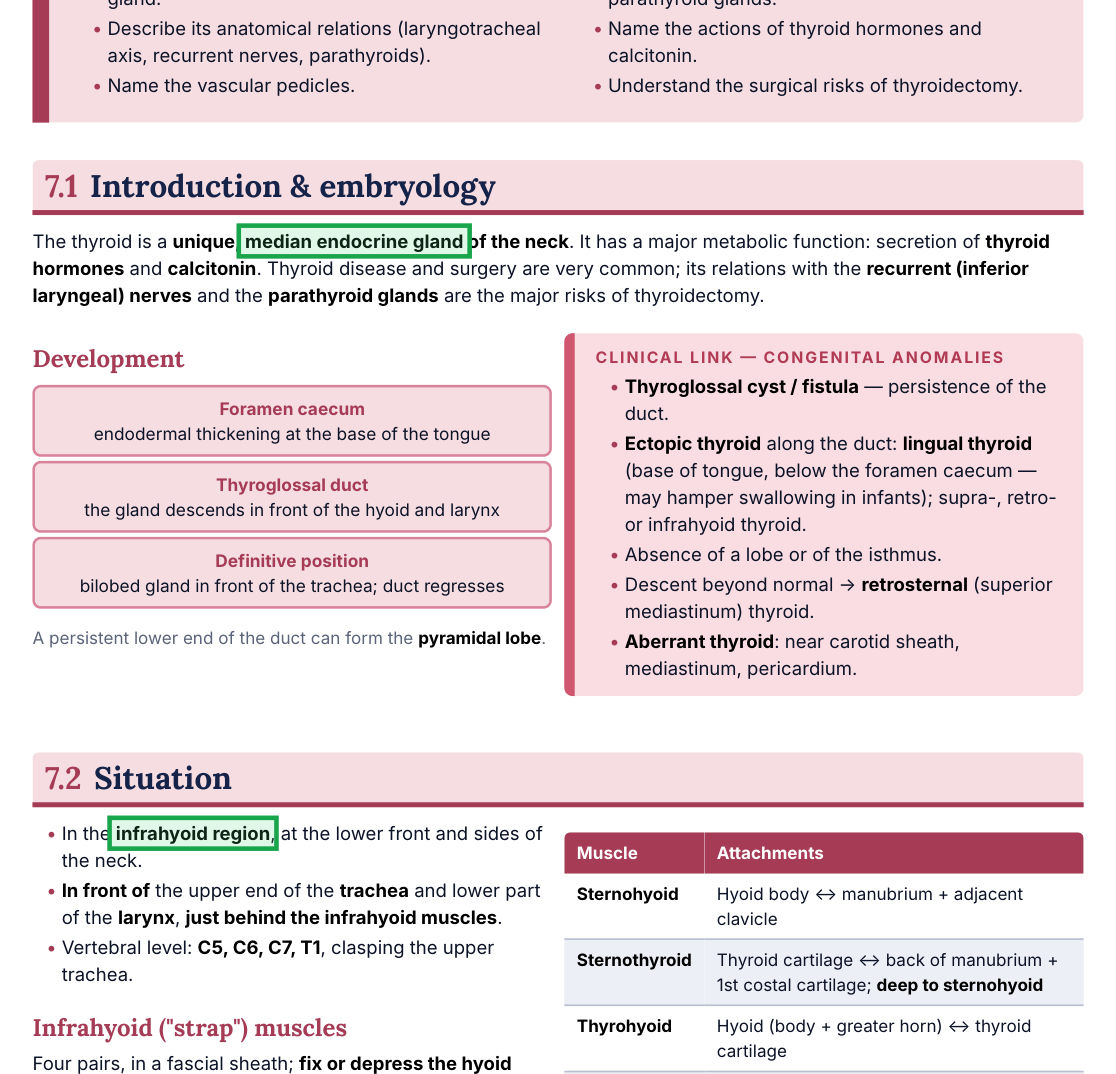 gland.
• Describe its anatomical relations (laryngotracheal
axis, recurrent nerves, parathyroids).
• Name the vascular pedicles.
parathyroid glands.
• Name the actions of thyroid hormones and
calcitonin.
• Understand the surgical risks of thyroidectomy.
7.1 Introduction & embryology
The thyroid is a unique, median endocrine gland of the neck. It has a major metabolic function: secretion of thyroid
hormones and calcitonin. Thyroid disease and surgery are very common; its relations with the recurrent (inferior
laryngeal) nerves and the parathyroid glands are the major risks of thyroidectomy.
Development
Foramen caecum
endodermal thickening at the base of the tongue
Thyroglossal duct
the gland descends in front of the hyoid and larynx
Definitive position
bilobed gland in front of the trachea; duct regresses
A persistent lower end of the duct can form the pyramidal lobe.
CLINICAL LINK — CONGENITAL ANOMALIES
• Thyroglossal cyst / fistula — persistence of the
duct.
• Ectopic thyroid along the duct: lingual thyroid
(base of tongue, below the foramen caecum —
may hamper swallowing in infants); supra-, retro-
or infrahyoid thyroid.
• Absence of a lobe or of the isthmus.
• Descent beyond normal → retrosternal (superior
mediastinum) thyroid.
• Aberrant thyroid: near carotid sheath,
mediastinum, pericardium.
7.2 Situation
• In the infrahyoid region, at the lower front and sides of
the neck.
• In front of the upper end of the trachea and lower part
of the larynx, just behind the infrahyoid muscles.
• Vertebral level: C5, C6, C7, T1, clasping the upper
trachea.
Infrahyoid ("strap") muscles
Four pairs, in a fascial sheath; fix or depress the hyoid
Muscle Attachments
Sternohyoid Hyoid body ↔ manubrium + adjacent
clavicle
Sternothyroid Thyroid cartilage ↔ back of manubrium +
1st costal cartilage; deep to sternohyoid
Thyrohyoid Hyoid (body + greater horn) ↔ thyroid
cartilage